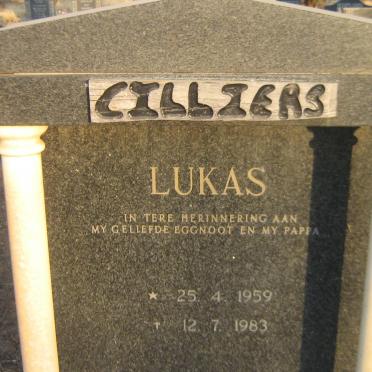 CILLIERS
LUKAS
IN TERE HERINNERING AAN
MY GELIEFDE EGGNOOT EN MY PAPPA
* 25. 4. 1959
† 12. 7. 1983